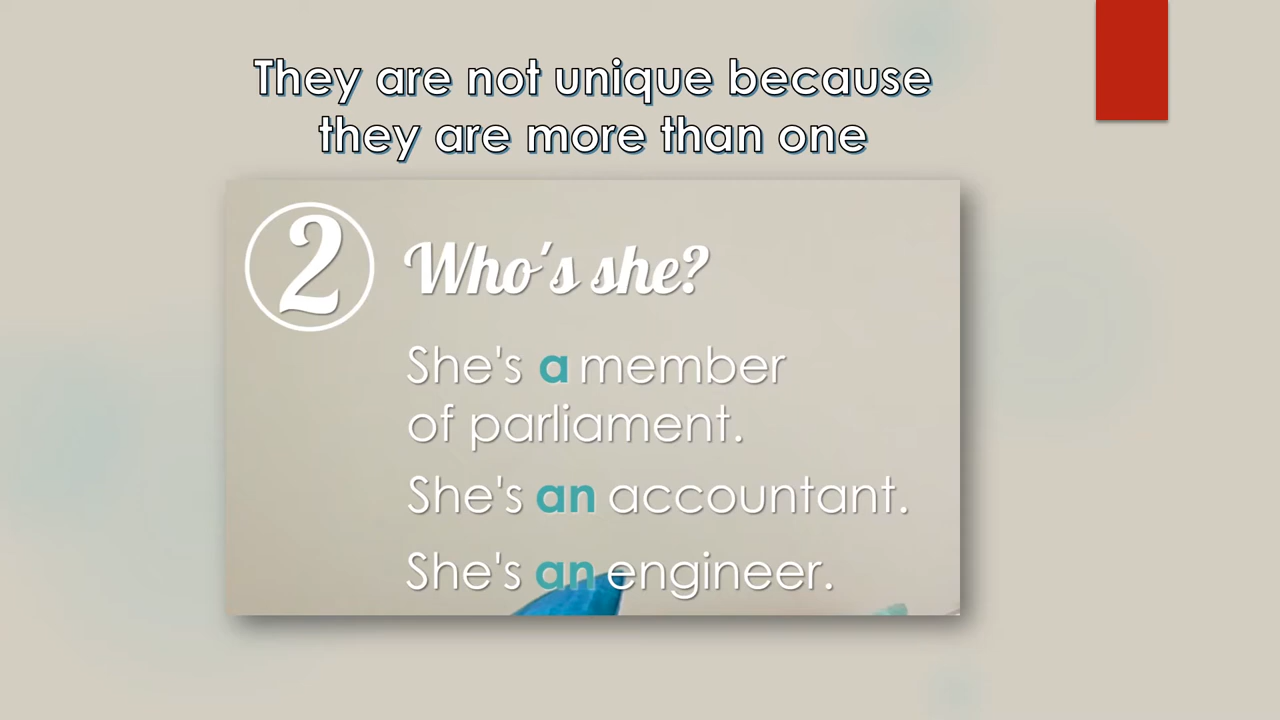 They are not unique because
they are more than one
2
Who's she?
She's a member
of parliament.
She's an accountant.
She's an engineer.